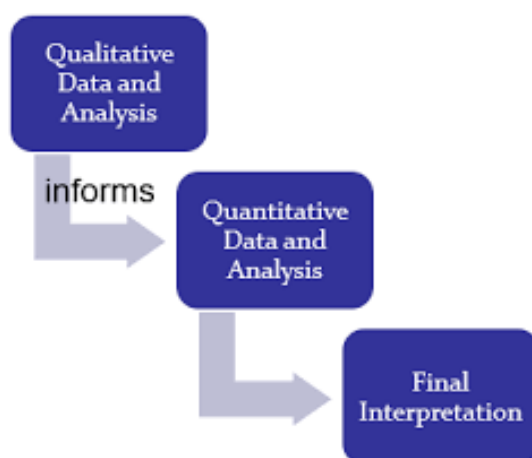 Qualitative
Data and
Analysis
informs
Quantitative
Data and
Analysis
Final
Interpretation